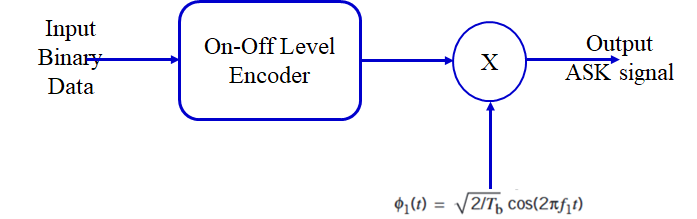 Input
Binary
Data
On-Off Level
Encoder
X
Output
ASK signal
ϕ₁(t) = √2/Tb cos(2πf₁t)